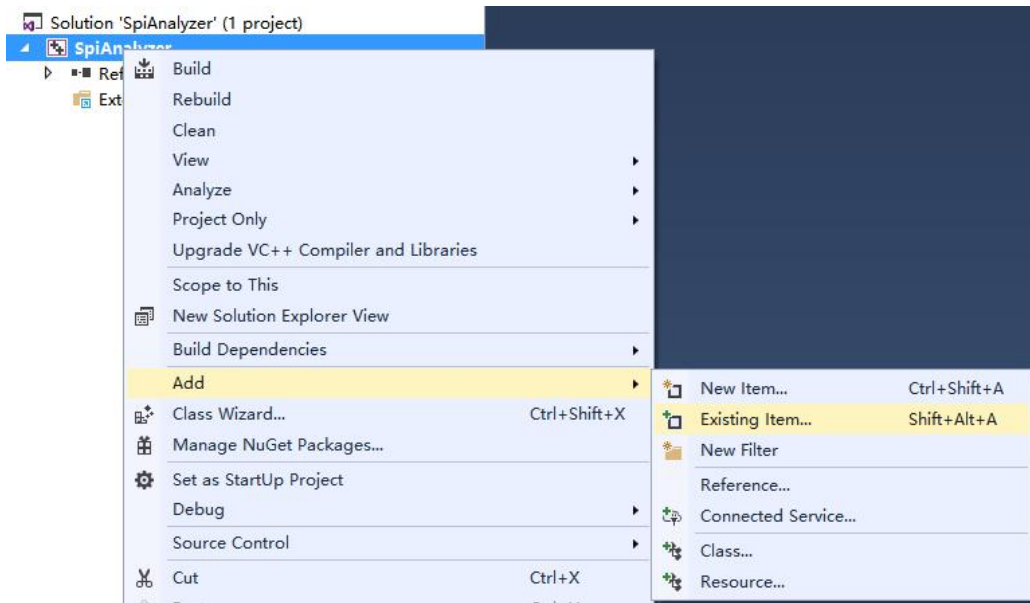 Solution 'SpiAnalyzer' (1 project)
SpiAnalyzer
Ref
Ext
Build
Rebuild
Clean
View
Analyze
Project Only
Upgrade VC++ Compiler and Libraries
Scope to This
New Solution Explorer View
Build Dependencies
Add
Class Wizard... Ctrl+Shift+X
Manage NuGet Packages...
Set as StartUp Project
Debug
Source Control
Cut Ctrl+X
New Item... Ctrl+Shift+A
Existing Item... Shift+Alt+A
New Filter
Reference...
Connected Service...
Class...
Resource...